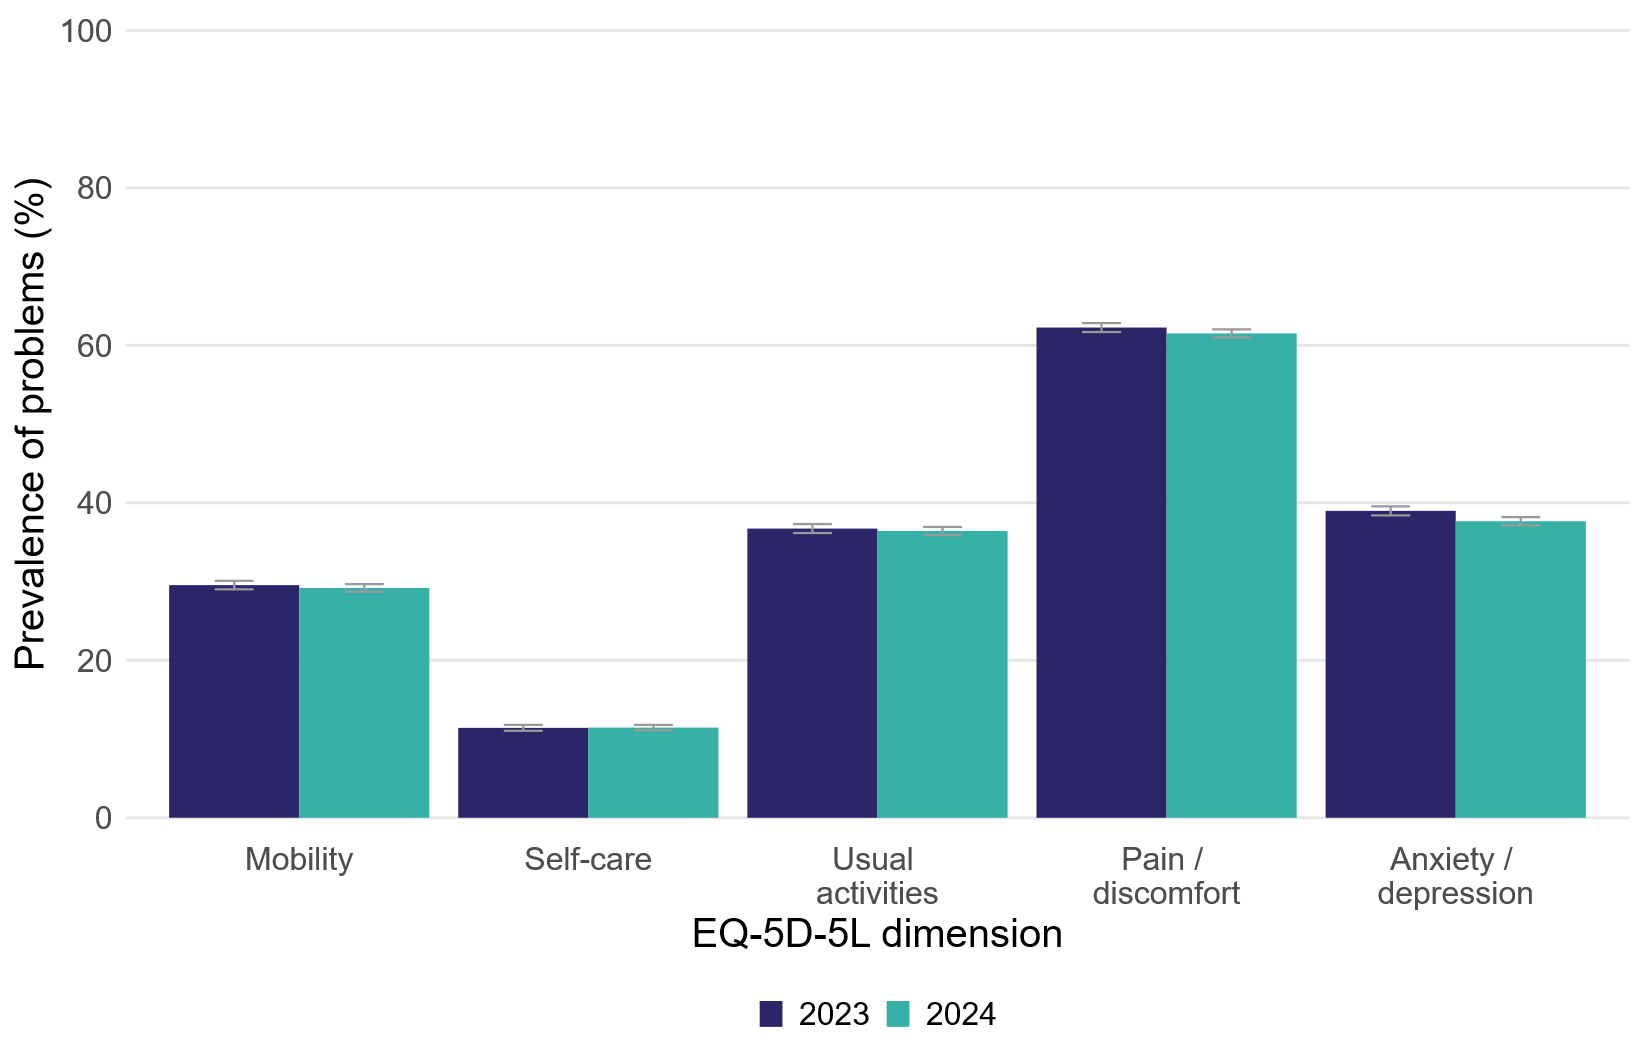 100
80
60
40
20
0
Prevalence of problems (%)
Mobility
Self-care
Usual
activities
Pain /
discomfort
Anxiety /
depression
EQ-5D-5L dimension
2023
2024